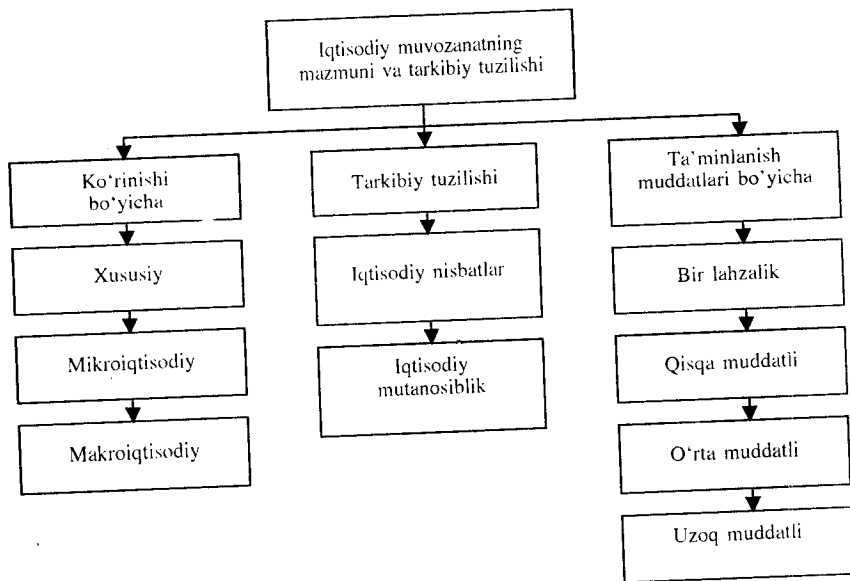 Iqtisodiy muvozanatning
mazmuni va tarkibiy tuzilishi
Ko‘rinishi
bo‘yicha
Xususiy
Mikroiqtisodiy
Makroiqtisodiy
Tarkibiy tuzilishi
Iqtisodiy nisbatlar
Iqtisodiy
mutanosiblik
Ta’minlanish
muddatlari bo‘yicha
Bir lahzalik
Qisqa muddatli
O‘rta muddatli
Uzoq muddatli